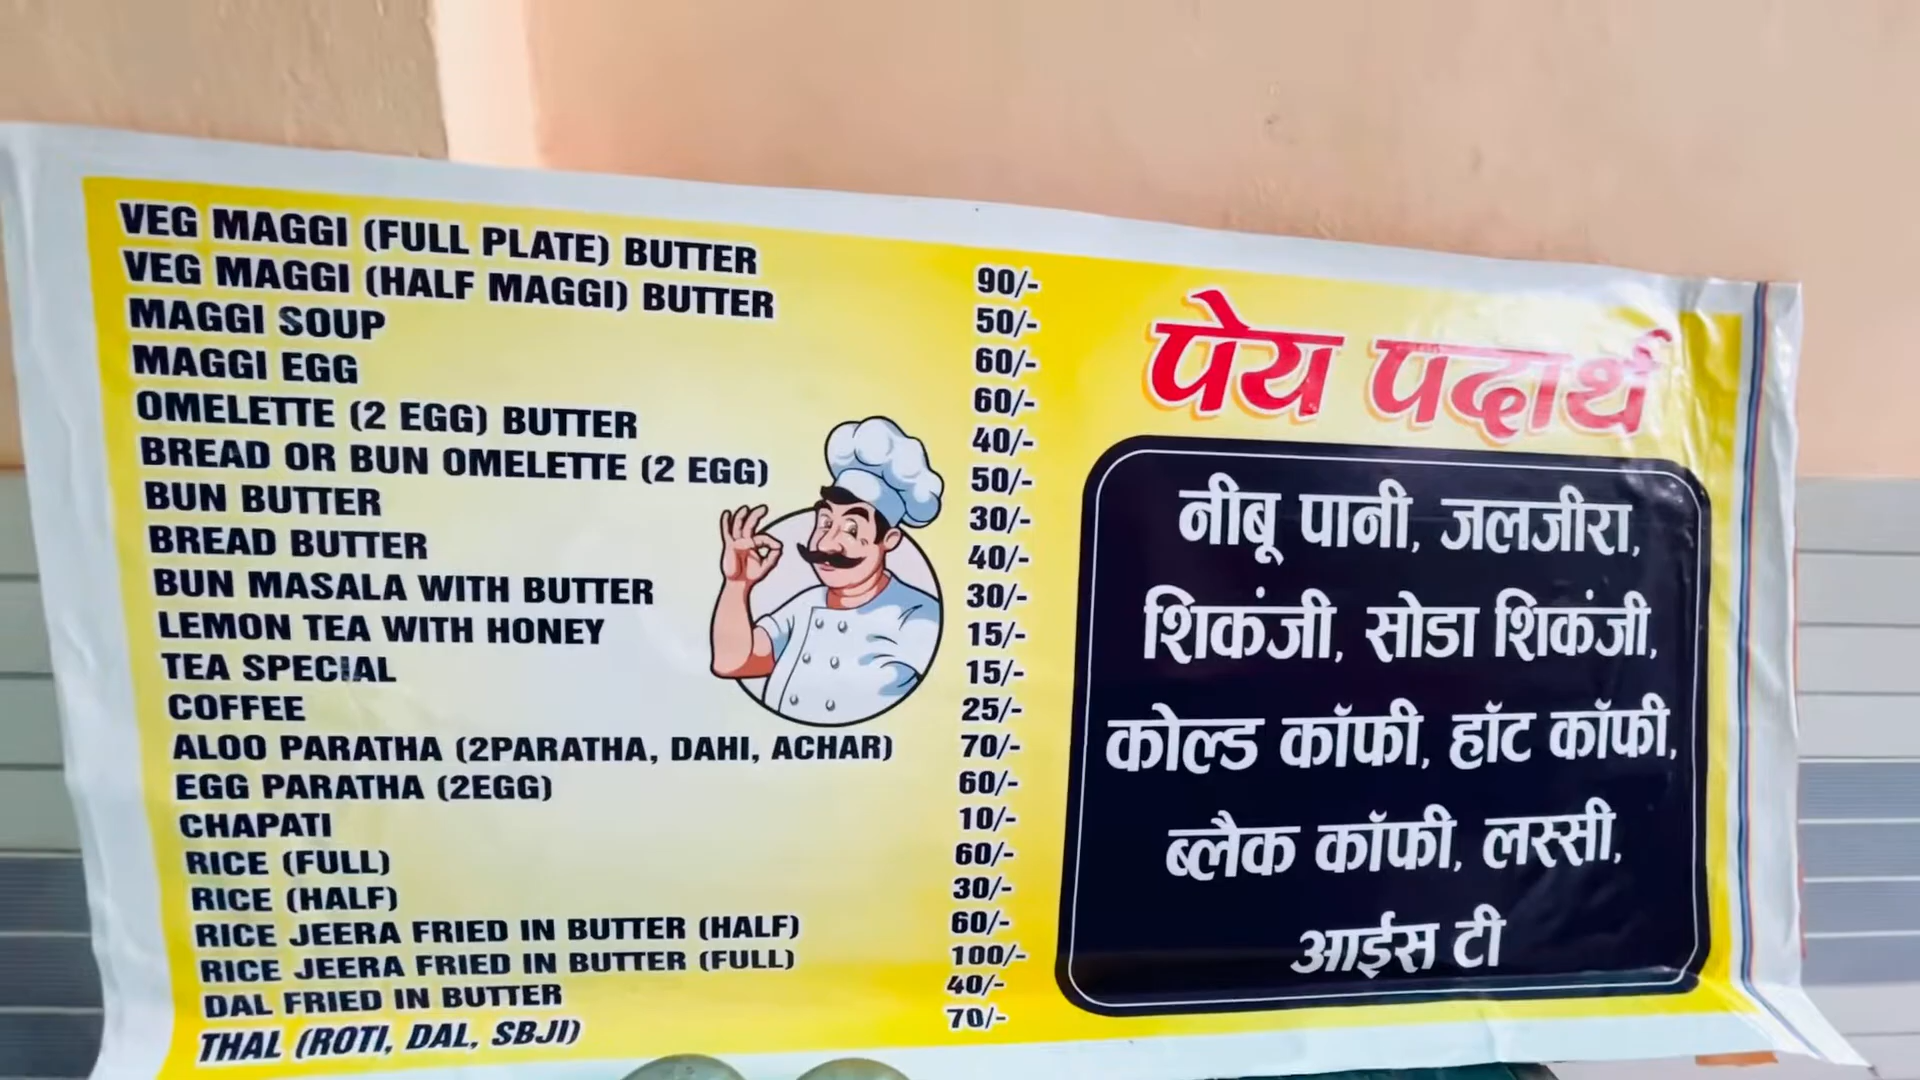 VEG MAGGI (FULL PLATE) BUTTER 90/-
VEG MAGGI (HALF MAGGI) BUTTER 50/-
MAGGI SOUP 60/-
MAGGI EGG 60/-
OMELETTE (2 EGG) BUTTER 40/-
BREAD OR BUN OMELETTE (2 EGG) 50/-
BUN BUTTER 30/-
BREAD BUTTER 40/-
BUN MASALA WITH BUTTER 30/-
LEMON TEA WITH HONEY 15/-
TEA SPECIAL 15/-
COFFEE 25/-
ALOO PARATHA (2PARATHA, DAHI, ACHAR) 70/-
EGG PARATHA (2EGG) 60/-
CHAPATI 10/-
RICE (FULL) 60/-
RICE (HALF) 30/-
RICE JEERA FRIED IN BUTTER (HALF) 60/-
RICE JEERA FRIED IN BUTTER (FULL) 100/-
DAL FRIED IN BUTTER 40/-
THAL (ROTI, DAL, SBJI) 70/-
पेय पदार्थ
नीबू पानी, जलजीरा,
शिकंजी, सोडा शिकंजी,
कोल्ड कॉफी, हॉट कॉफी,
ब्लैक कॉफी, लस्सी,
आईस टी